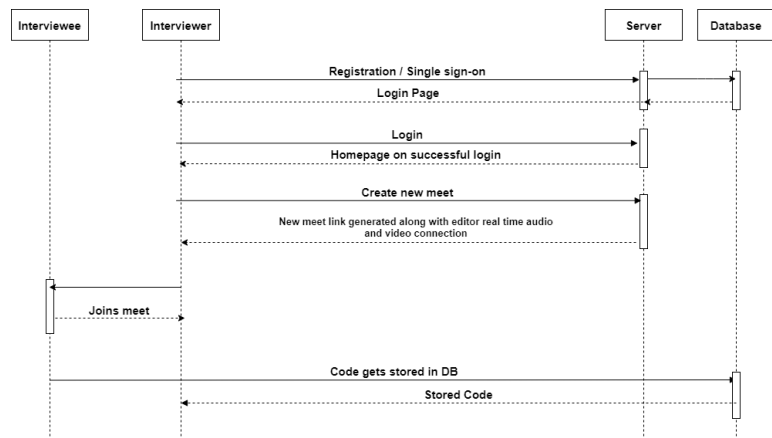 Interviewee
Interviewer
Server
Database
Registration / Single sign-on
Login Page
Login
Homepage on successful login
Create new meet
New meet link generated along with editor real time audio
and video connection
Joins meet
Code gets stored in DB
Stored Code